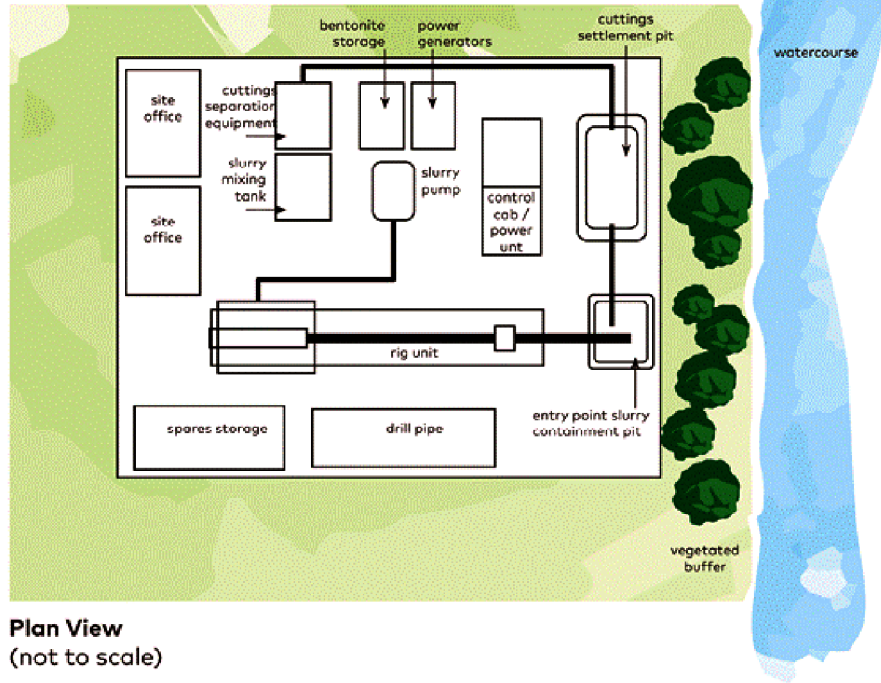 bentonite
storage
power
generators
cuttings
settlement pit
watercourse
site
office
cuttings
separation
equipment
slurry
mixing
tank
slurry
pump
control
cab /
power
unt
site
office
rig unit
entry point slurry
containment pit
spares storage
drill pipe
vegetated
buffer
Plan View
(not to scale)